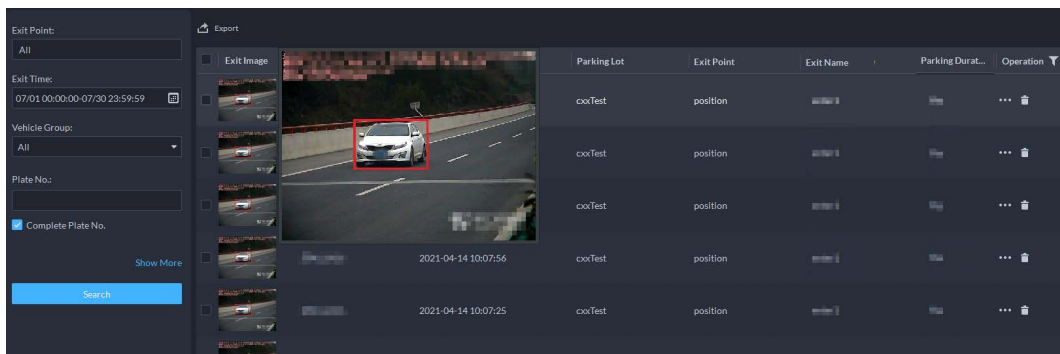 Exit Point:
All
Exit Time:
07/01 00:00:00-07/30 23:59:59
Vehicle Group:
All
Plate No.:
Complete Plate No.
Show More
Search
Export
Exit Image Parking Lot Exit Point Exit Name Parking Durat... Operation
cxxTest position
cxxTest position
cxxTest position
2021-04-14 10:07:56 cxxTest position
2021-04-14 10:07:25 cxxTest position